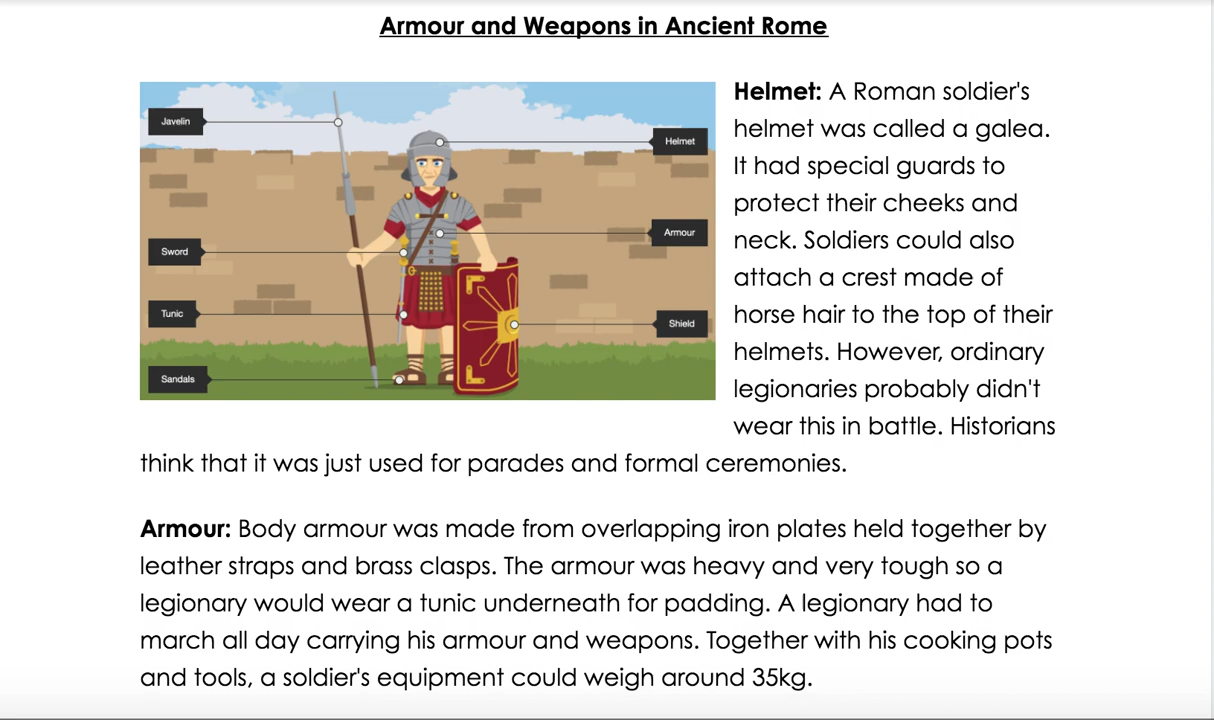 Armour and Weapons in Ancient Rome
Javelin
Helmet
Armour
Sword
Tunic
Shield
Sandals
Helmet: A Roman soldier's
helmet was called a galea.
It had special guards to
protect their cheeks and
neck. Soldiers could also
attach a crest made of
horse hair to the top of their
helmets. However, ordinary
legionaries probably didn't
wear this in battle. Historians
think that it was just used for parades and formal ceremonies.
Armour: Body armour was made from overlapping iron plates held together by
leather straps and brass clasps. The armour was heavy and very tough so a
legionary would wear a tunic underneath for padding. A legionary had to
march all day carrying his armour and weapons. Together with his cooking pots
and tools, a soldier's equipment could weigh around 35kg.